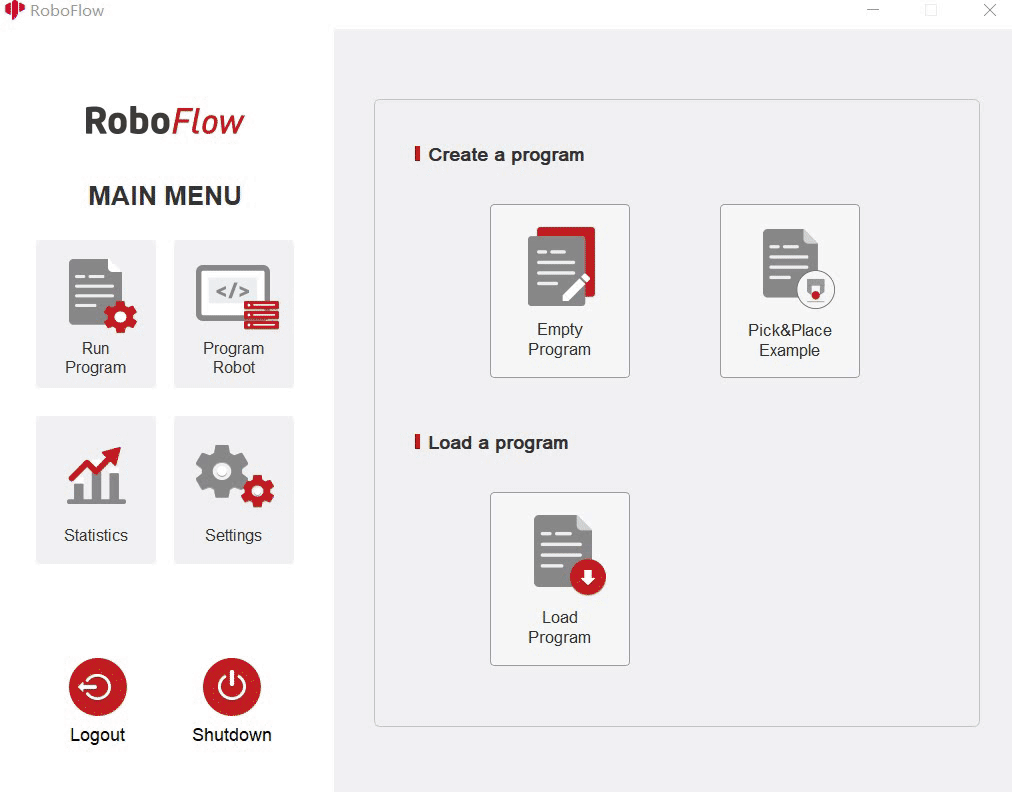 RoboFlow
RoboFlow
MAIN MENU
Run
Program
</>
Program
Robot
Statistics
Settings
Logout
Shutdown
Create a program
Empty
Program
Pick&Place
Example
Load a program
Load
Program